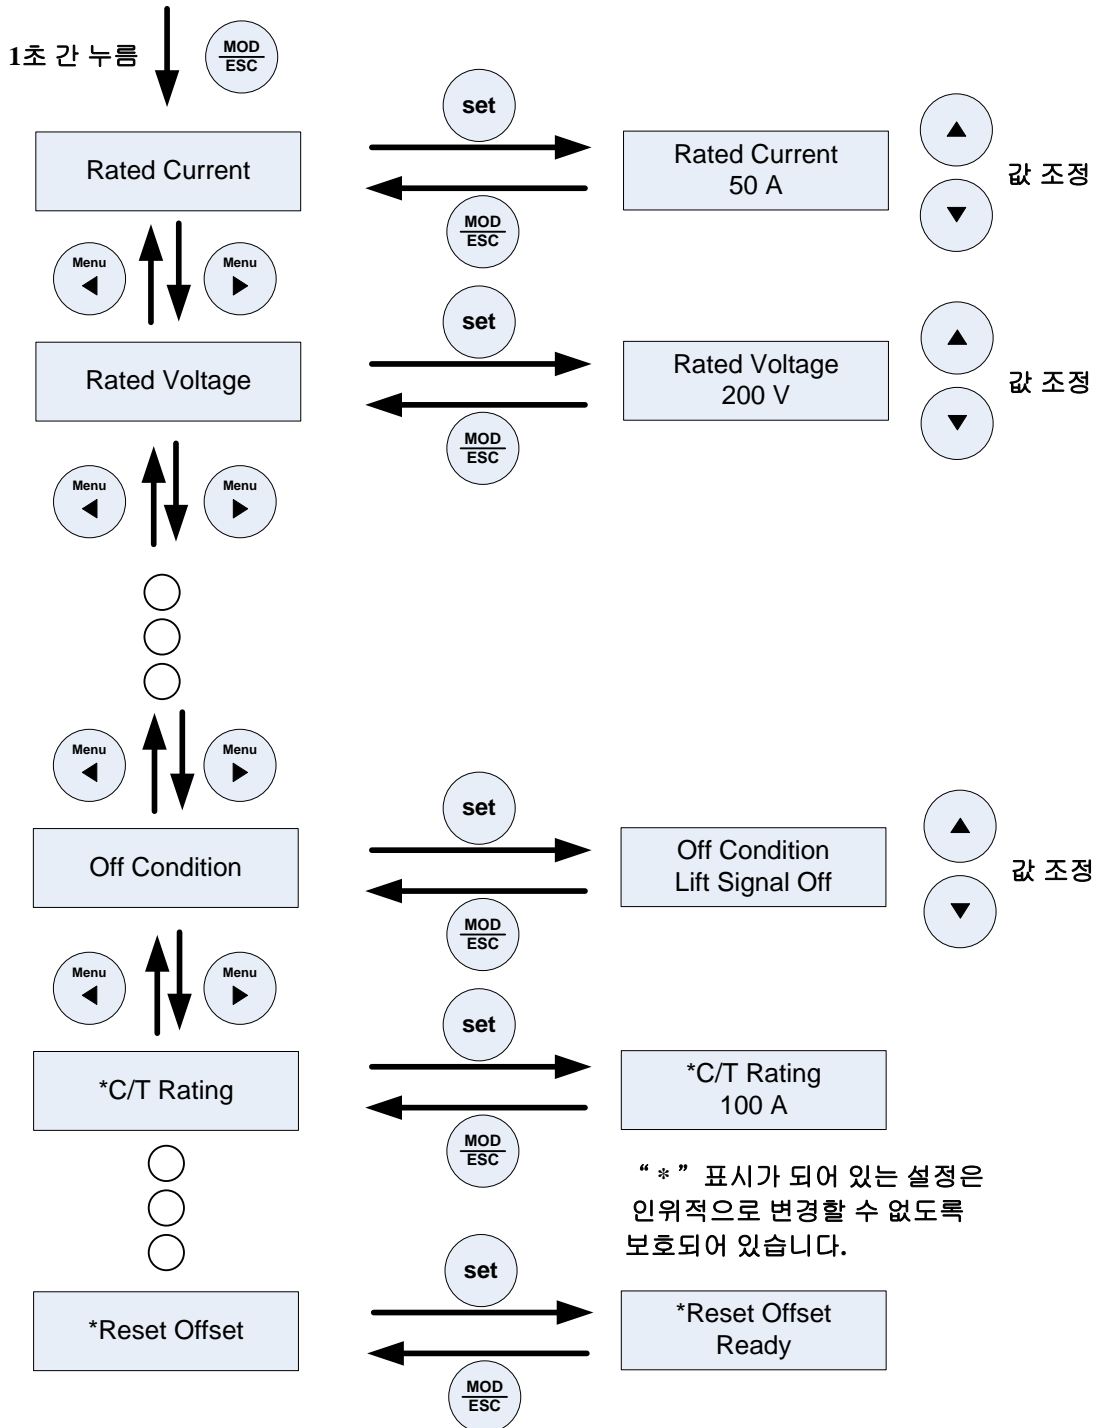 1초 간 누름
MOD
ESC
set
Rated Current
Rated Current
50 A
▲
▼
값 조정
MOD
ESC
Menu
◀
Menu
▶
set
Rated Voltage
Rated Voltage
200 V
▲
▼
값 조정
MOD
ESC
Menu
◀
Menu
▶
Menu
◀
Menu
▶
set
Off Condition
Off Condition
Lift Signal Off
▲
▼
값 조정
MOD
ESC
Menu
◀
Menu
▶
set
*C/T Rating
*C/T Rating
100 A
MOD
ESC
“ * ” 표시가 되어 있는 설정은
인위적으로 변경할 수 없도록
보호되어 있습니다.
set
*Reset Offset
*Reset Offset
Ready
MOD
ESC